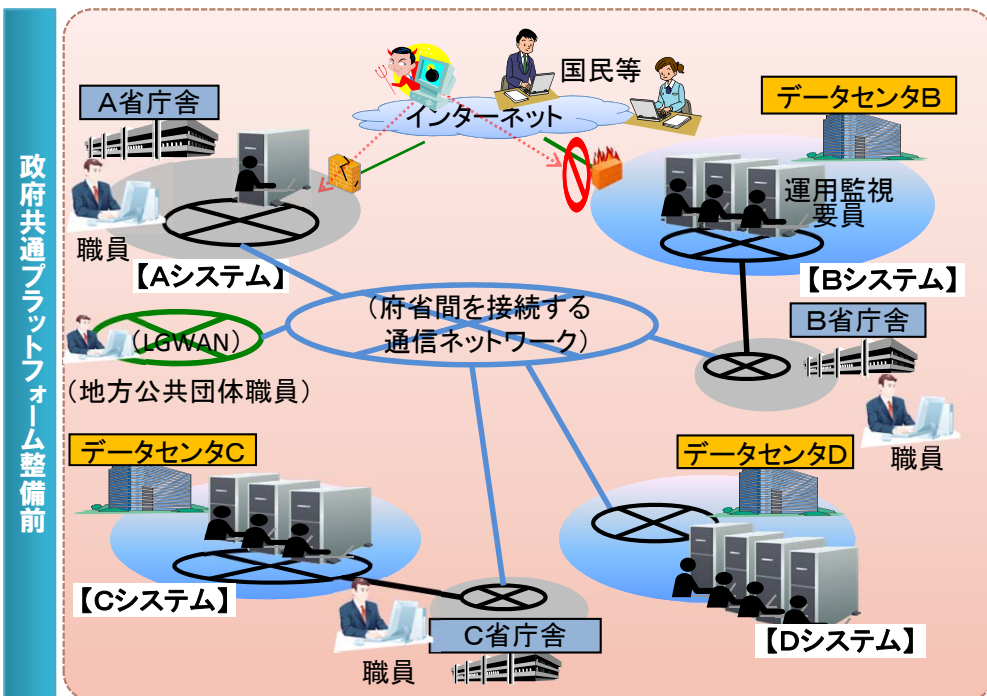 政府共通プラットフォーム整備前
国民等
インターネット
A省庁舎
職員
【Aシステム】
データセンタB
運用監視
要員
【Bシステム】
B省庁舎
職員
(府省間を接続する
通信ネットワーク)
(LGWAN)
(地方公共団体職員)
データセンタC
【Cシステム】
職員
C省庁舎
データセンタD
【Dシステム】